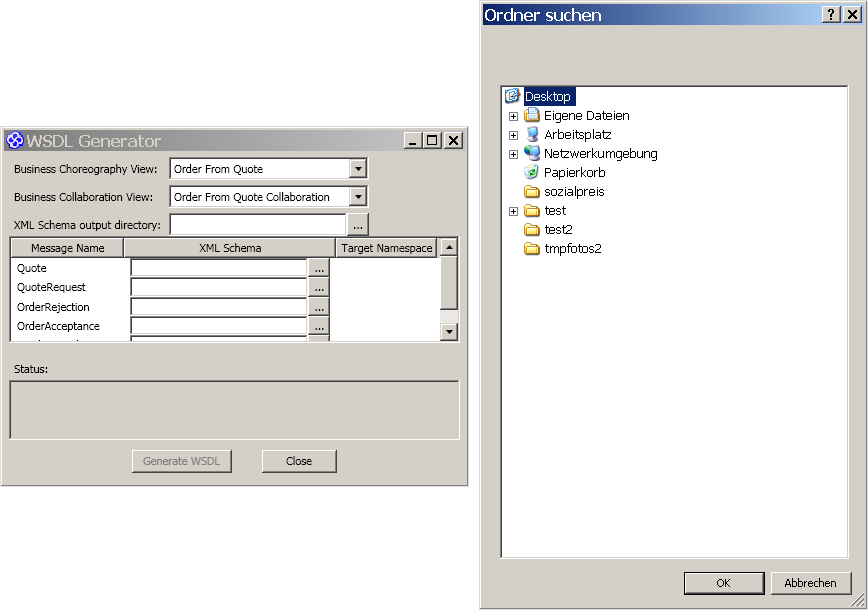 WSDL Generator
Business Choreography View: Order From Quote
Business Collaboration View: Order From Quote Collaboration
XML Schema output directory: ...
Message Name XML Schema Target Namespace
Quote ...
QuoteRequest ...
OrderRejection ...
OrderAcceptance ...
Status:
Generate WSDL Close
Ordner suchen
Desktop
Eigene Dateien
Arbeitsplatz
Netzwerkumgebung
Papierkorb
sozialpreis
test
test2
tmpfotos2
OK Abbrechen